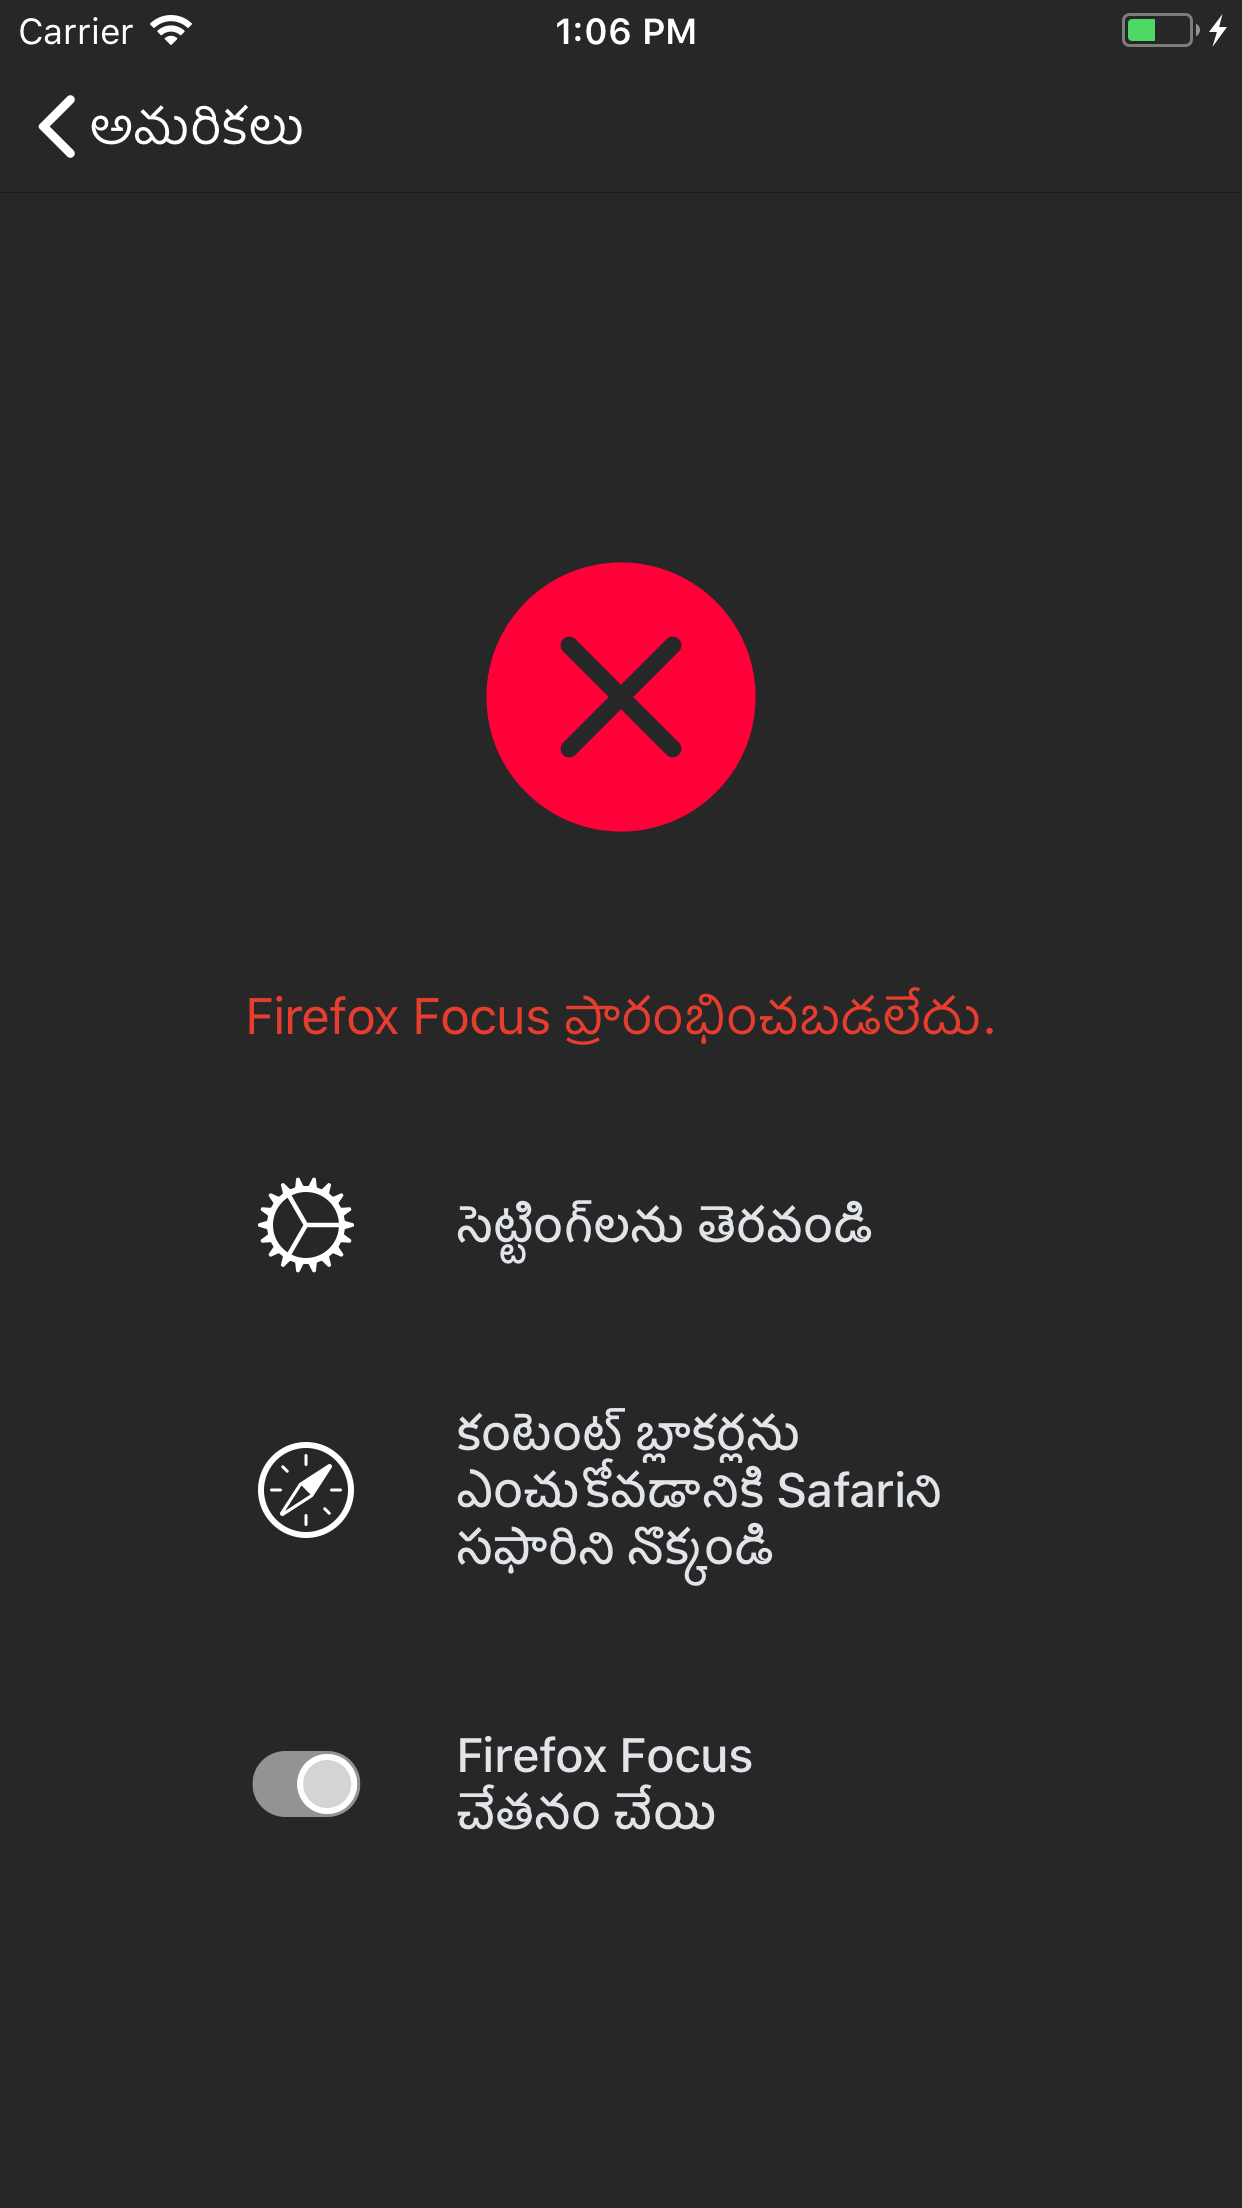 Carrier 1:06 PM
అమరికలు
Firefox Focus ప్రారంభించబడలేదు.
సెట్టింగ్‌లను తెరవండి
కంటెంట్ బ్లాకర్లను
ఎంచుకోవడానికి Safariని
సఫారిని నొక్కండి
Firefox Focus
చేతనం చేయి